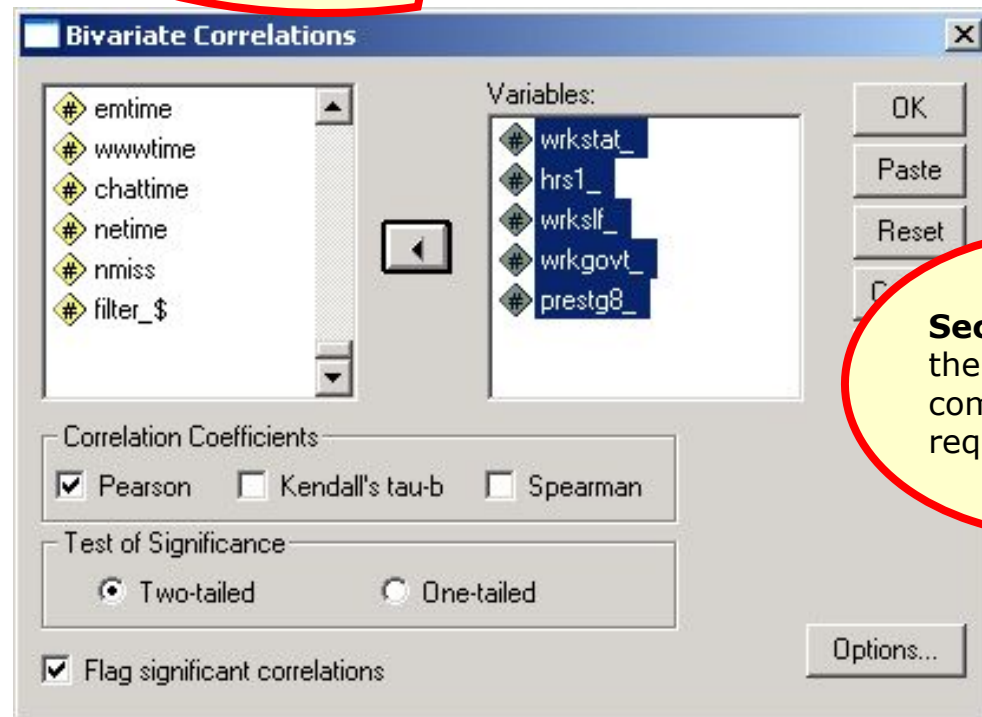 Bivariate Correlations
emtime
wwwtime
chattime
netime
nmiss
filter_$
Variables:
wrkstat_
hrs1_
wrkslf_
wrkgovt_
prestg8_
OK
Paste
Reset
the
Correlation Coefficients
Pearson Kendall's tau-b Spearman
Test of Significance
Two-tailed One-tailed
Flag significant correlations
Options...